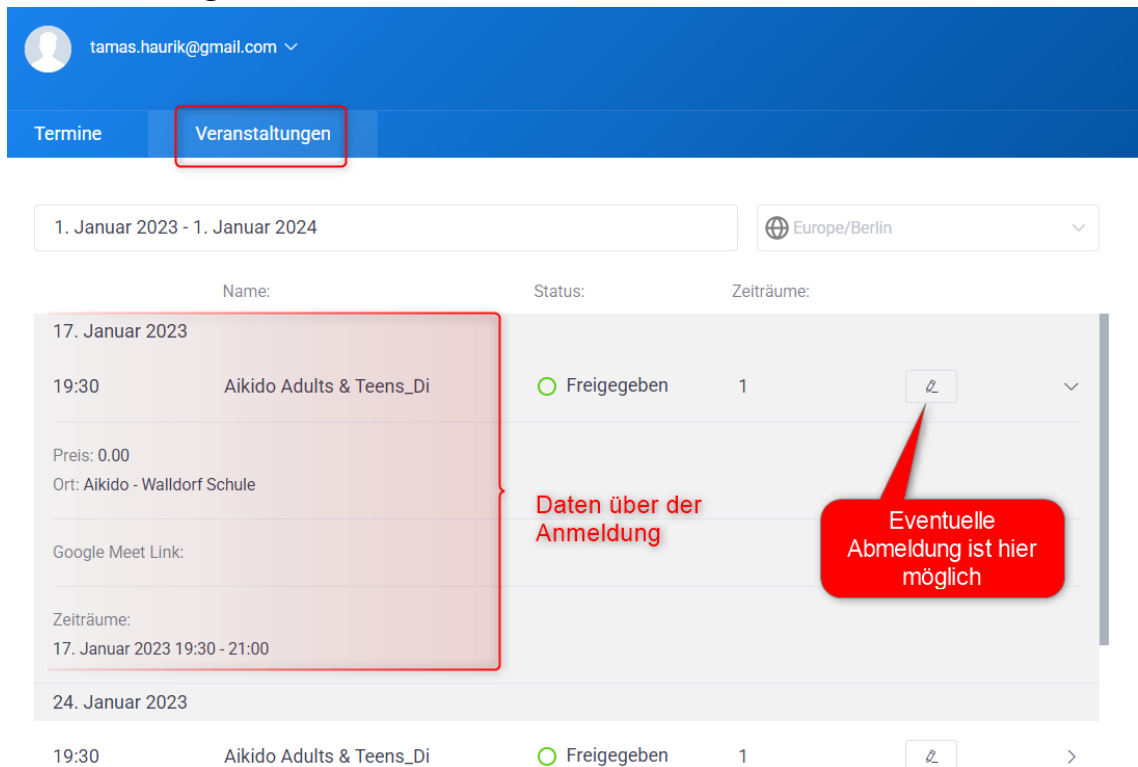 tamas.haurik@gmail.com
Termine Veranstaltungen
1. Januar 2023 - 1. Januar 2024 Europe/Berlin
Name: Status: Zeiträume:
17. Januar 2023
19:30 Aikido Adults & Teens_Di Freigegeben 1
Preis: 0.00
Ort: Aikido - Walldorf Schule
Daten über der
Anmeldung
Eventuelle
Abmeldung ist hier
möglich
Google Meet Link:
Zeiträume:
17. Januar 2023 19:30 - 21:00
24. Januar 2023
19:30 Aikido Adults & Teens_Di Freigegeben 1